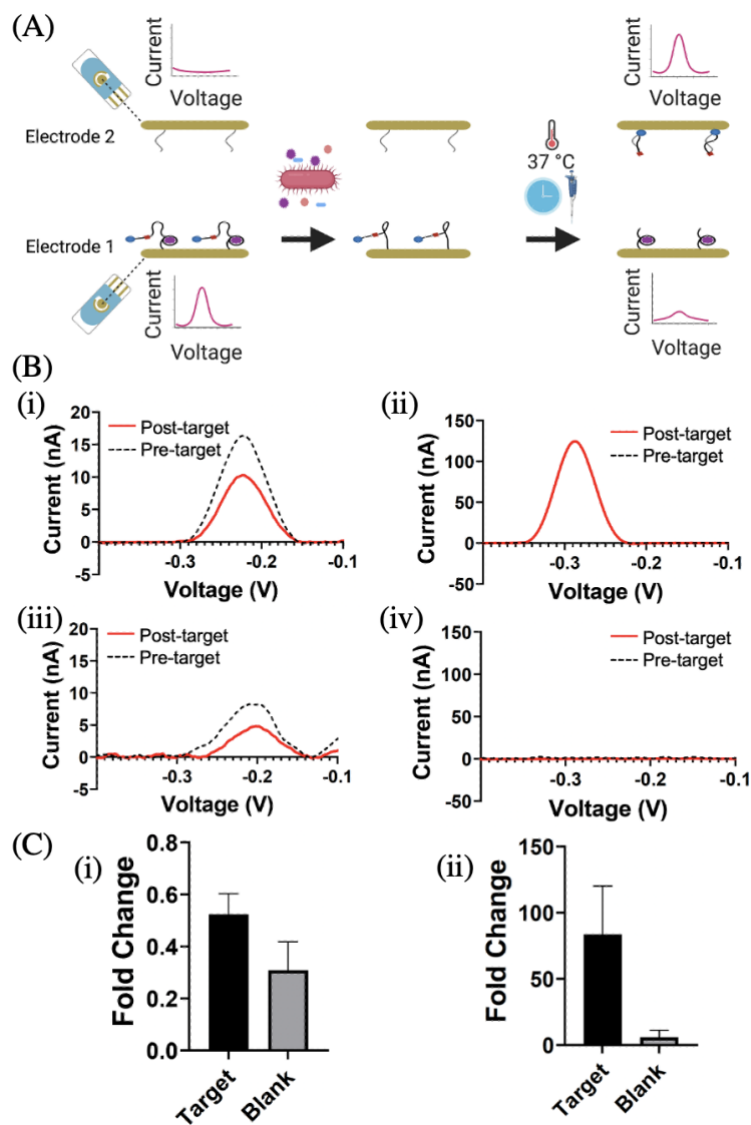 (A)
Current
Voltage
Electrode 2
37 °C
Current
Voltage
Electrode 1
Current
Voltage
Current
Voltage
(B)
(i)
Current (nA)
20
15
10
5
0
-5
Post-target
Pre-target
-0.3
-0.2
-0.1
Voltage (V)
(ii)
Current (nA)
150
100
50
0
-50
Post-target
Pre-target
-0.3
-0.2
-0.1
Voltage (V)
(iii)
Current (nA)
20
15
10
5
0
-5
Post-target
Pre-target
-0.3
-0.2
-0.1
Voltage (V)
(iv)
Current (nA)
150
100
50
0
-50
Post-target
Pre-target
-0.3
-0.2
-0.1
Voltage (V)
(C)
(i)
Fold Change
0.8
0.6
0.4
0.2
0.0
Target
Blank
(ii)
Fold Change
150
100
50
0
Target
Blank